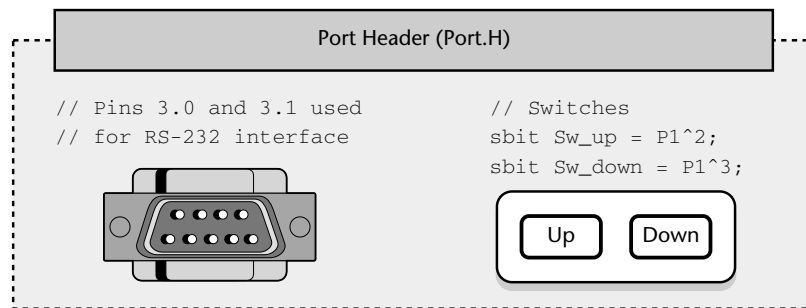 Port Header (Port.H)
// Pins 3.0 and 3.1 used
// for RS-232 interface
// Switches
sbit Sw_up = P1^2;
sbit Sw_down = P1^3;
Up
Down